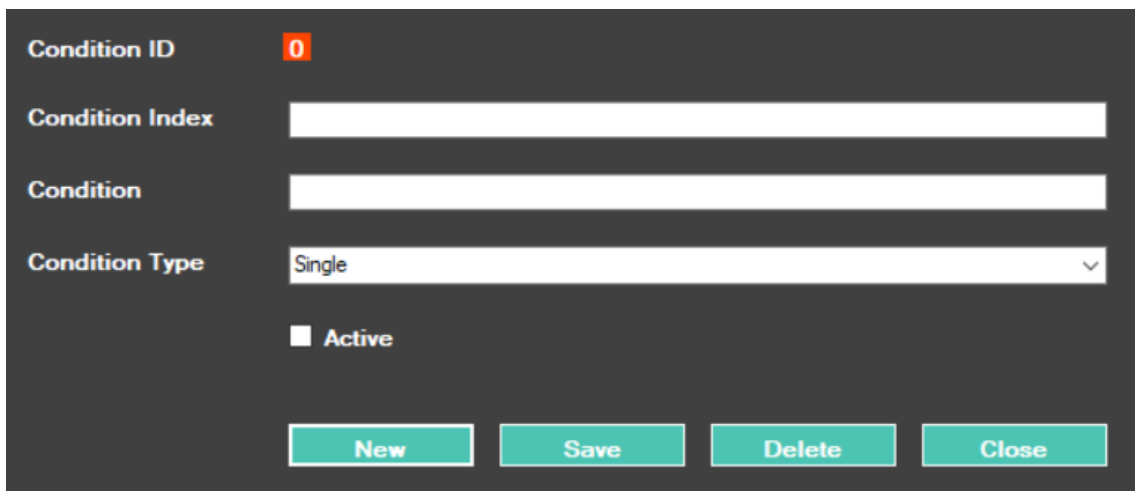 Condition ID 0
Condition Index
Condition
Condition Type Single
Active
New Save Delete Close